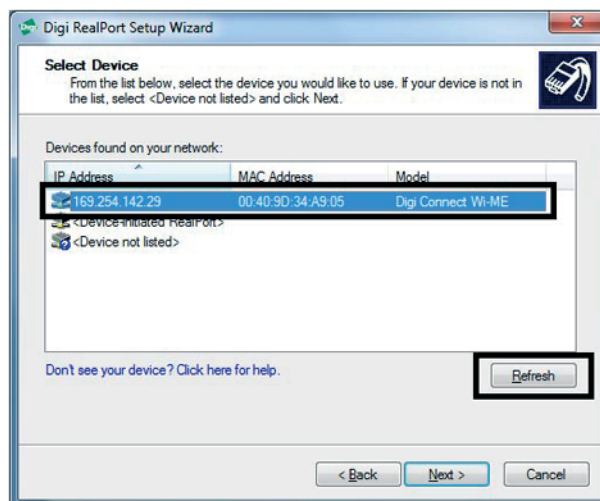 Digi RealPort Setup Wizard
Select Device
From the list below, select the device you would like to use. If your device is not in
the list, select <Device not listed> and click Next.
Devices found on your network:
IP Address MAC Address Model
169.254.142.29 00:40:9D:34:A9:05 Digi Connect Wi-ME
<Device-initiated RealPort>
<Device not listed>
Don't see your device? Click here for help.
Refresh
< Back Next > Cancel